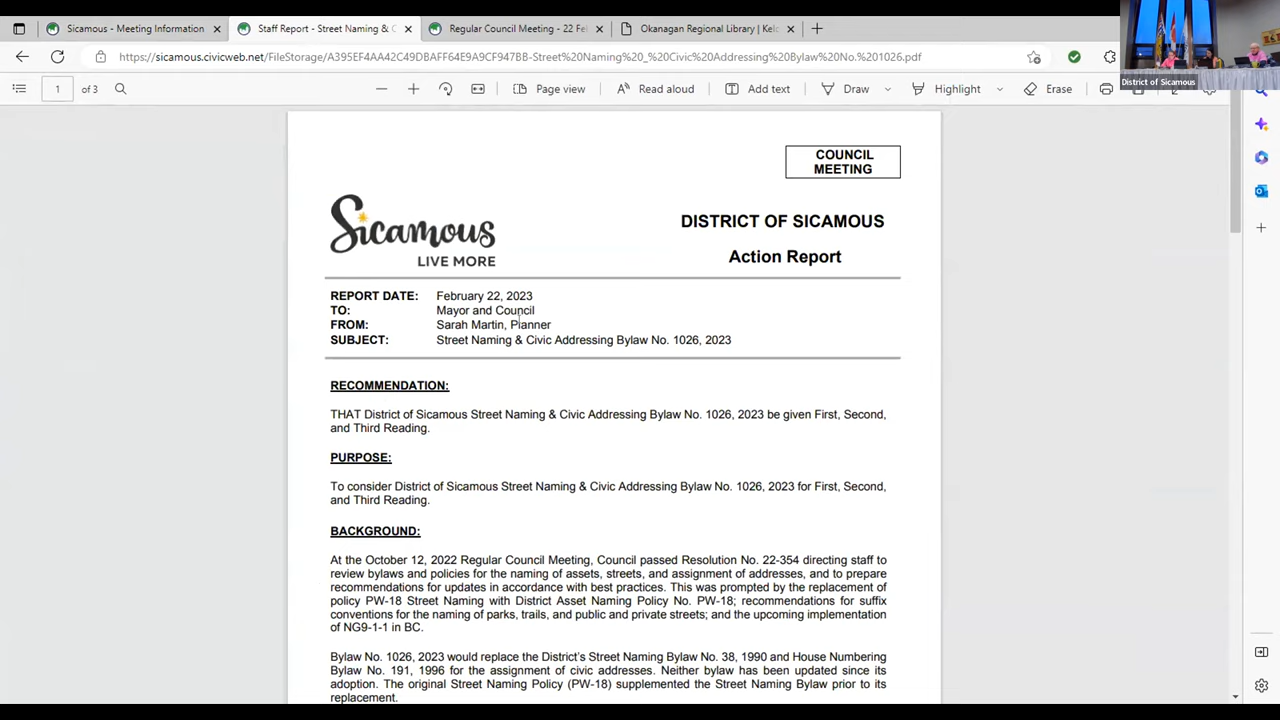 Sicamous - Meeting Information
Staff Report - Street Naming & C
Regular Council Meeting - 22 Fe
Okanagan Regional Library | Kelo
https://sicamous.civicweb.net/FileStorage/A395EF4AA42C49DBAFF64E9A9CF97BB-Street%20Naming%20_%20Civic%20Addressing%20Bylaw%20No.%201026.pdf
1 of 3
Page view
Read aloud
Add text
Draw
Highlight
Erase
District of Sicamous
COUNCIL
MEETING
Sicamous
LIVE MORE
DISTRICT OF SICAMOUS
Action Report
REPORT DATE: February 22, 2023
TO: Mayor and Council
FROM: Sarah Martin, Planner
SUBJECT: Street Naming & Civic Addressing Bylaw No. 1026, 2023
RECOMMENDATION:
THAT District of Sicamous Street Naming & Civic Addressing Bylaw No. 1026, 2023 be given First, Second,
and Third Reading.
PURPOSE:
To consider District of Sicamous Street Naming & Civic Addressing Bylaw No. 1026, 2023 for First, Second,
and Third Reading.
BACKGROUND:
At the October 12, 2022 Regular Council Meeting, Council passed Resolution No. 22-354 directing staff to
review bylaws and policies for the naming of assets, streets, and assignment of addresses, and to prepare
recommendations for updates in accordance with best practices. This was prompted by the replacement of
policy PW-18 Street Naming with District Asset Naming Policy No. PW-18; recommendations for suffix
conventions for the naming of parks, trails, and public and private streets; and the upcoming implementation
of NG9-1-1 in BC.
Bylaw No. 1026, 2023 would replace the District's Street Naming Bylaw No. 38, 1990 and House Numbering
Bylaw No. 191, 1996 for the assignment of civic addresses. Neither bylaw has been updated since its
adoption. The original Street Naming Policy (PW-18) supplemented the Street Naming Bylaw prior to its
replacement.